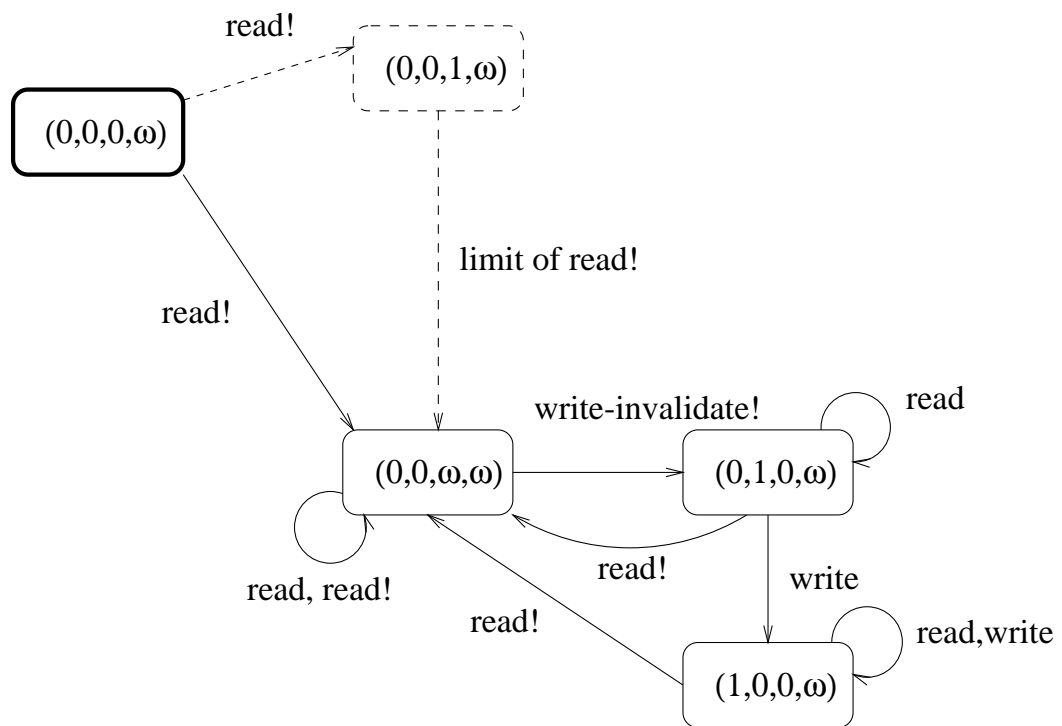 read!
(0,0,1,ω)
(0,0,0,ω)
limit of read!
read!
write-invalidate!
read
(0,0,ω,ω)
(0,1,0,ω)
read!
write
read, read!
read!
read,write
(1,0,0,ω)